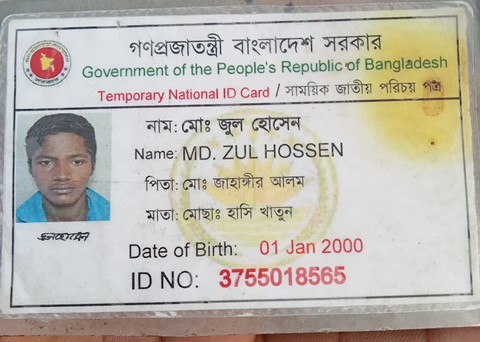 গণপ্রজাতন্ত্রী বাংলাদেশ সরকার
Government of the People's Republic of Bangladesh
Temporary National ID Card / সাময়িক জাতীয় পরিচয় পত্র
নাম: মোঃ জুল হোসেন
Name: MD. ZUL HOSSEN
পিতা: মোঃ জাহাঙ্গীর আলম
মাতা: মোছাঃ হাসি খাতুন
Date of Birth: 01 Jan 2000
ID NO: 3755018565